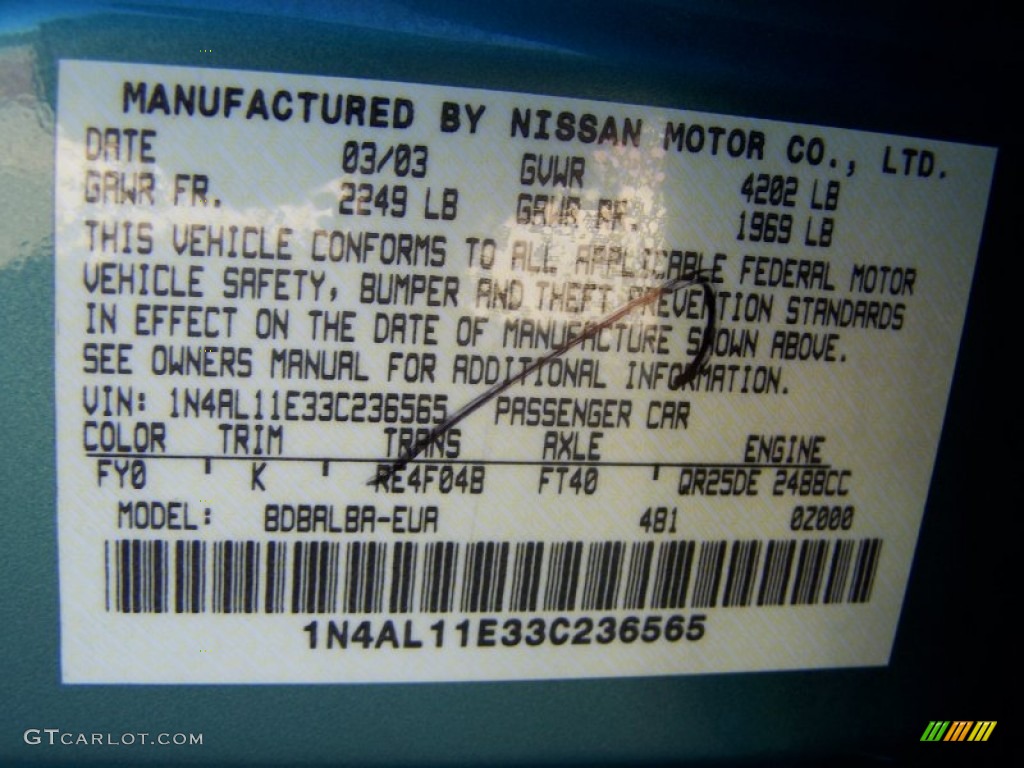 MANUFACTURED BY NISSAN MOTOR CO., LTD.
DATE 03/03 GVWR 4202 LB
GAWR FR. 2249 LB GAWR RR. 1969 LB
THIS VEHICLE CONFORMS TO ALL APPLICABLE FEDERAL MOTOR
VEHICLE SAFETY, BUMPER AND THEFT PREVENTION STANDARDS
IN EFFECT ON THE DATE OF MANUFACTURE SHOWN ABOVE.
SEE OWNERS MANUAL FOR ADDITIONAL INFORMATION.
VIN: 1N4AL11E33C236565 PASSENGER CAR
COLOR TRIM TRANS AXLE ENGINE
FY0 K RE4F04B FT40 QR25DE 2488CC
MODEL: BDBALBA-EUA 481 0Z000
1N4AL11E33C236565
GTCARLOT.COM